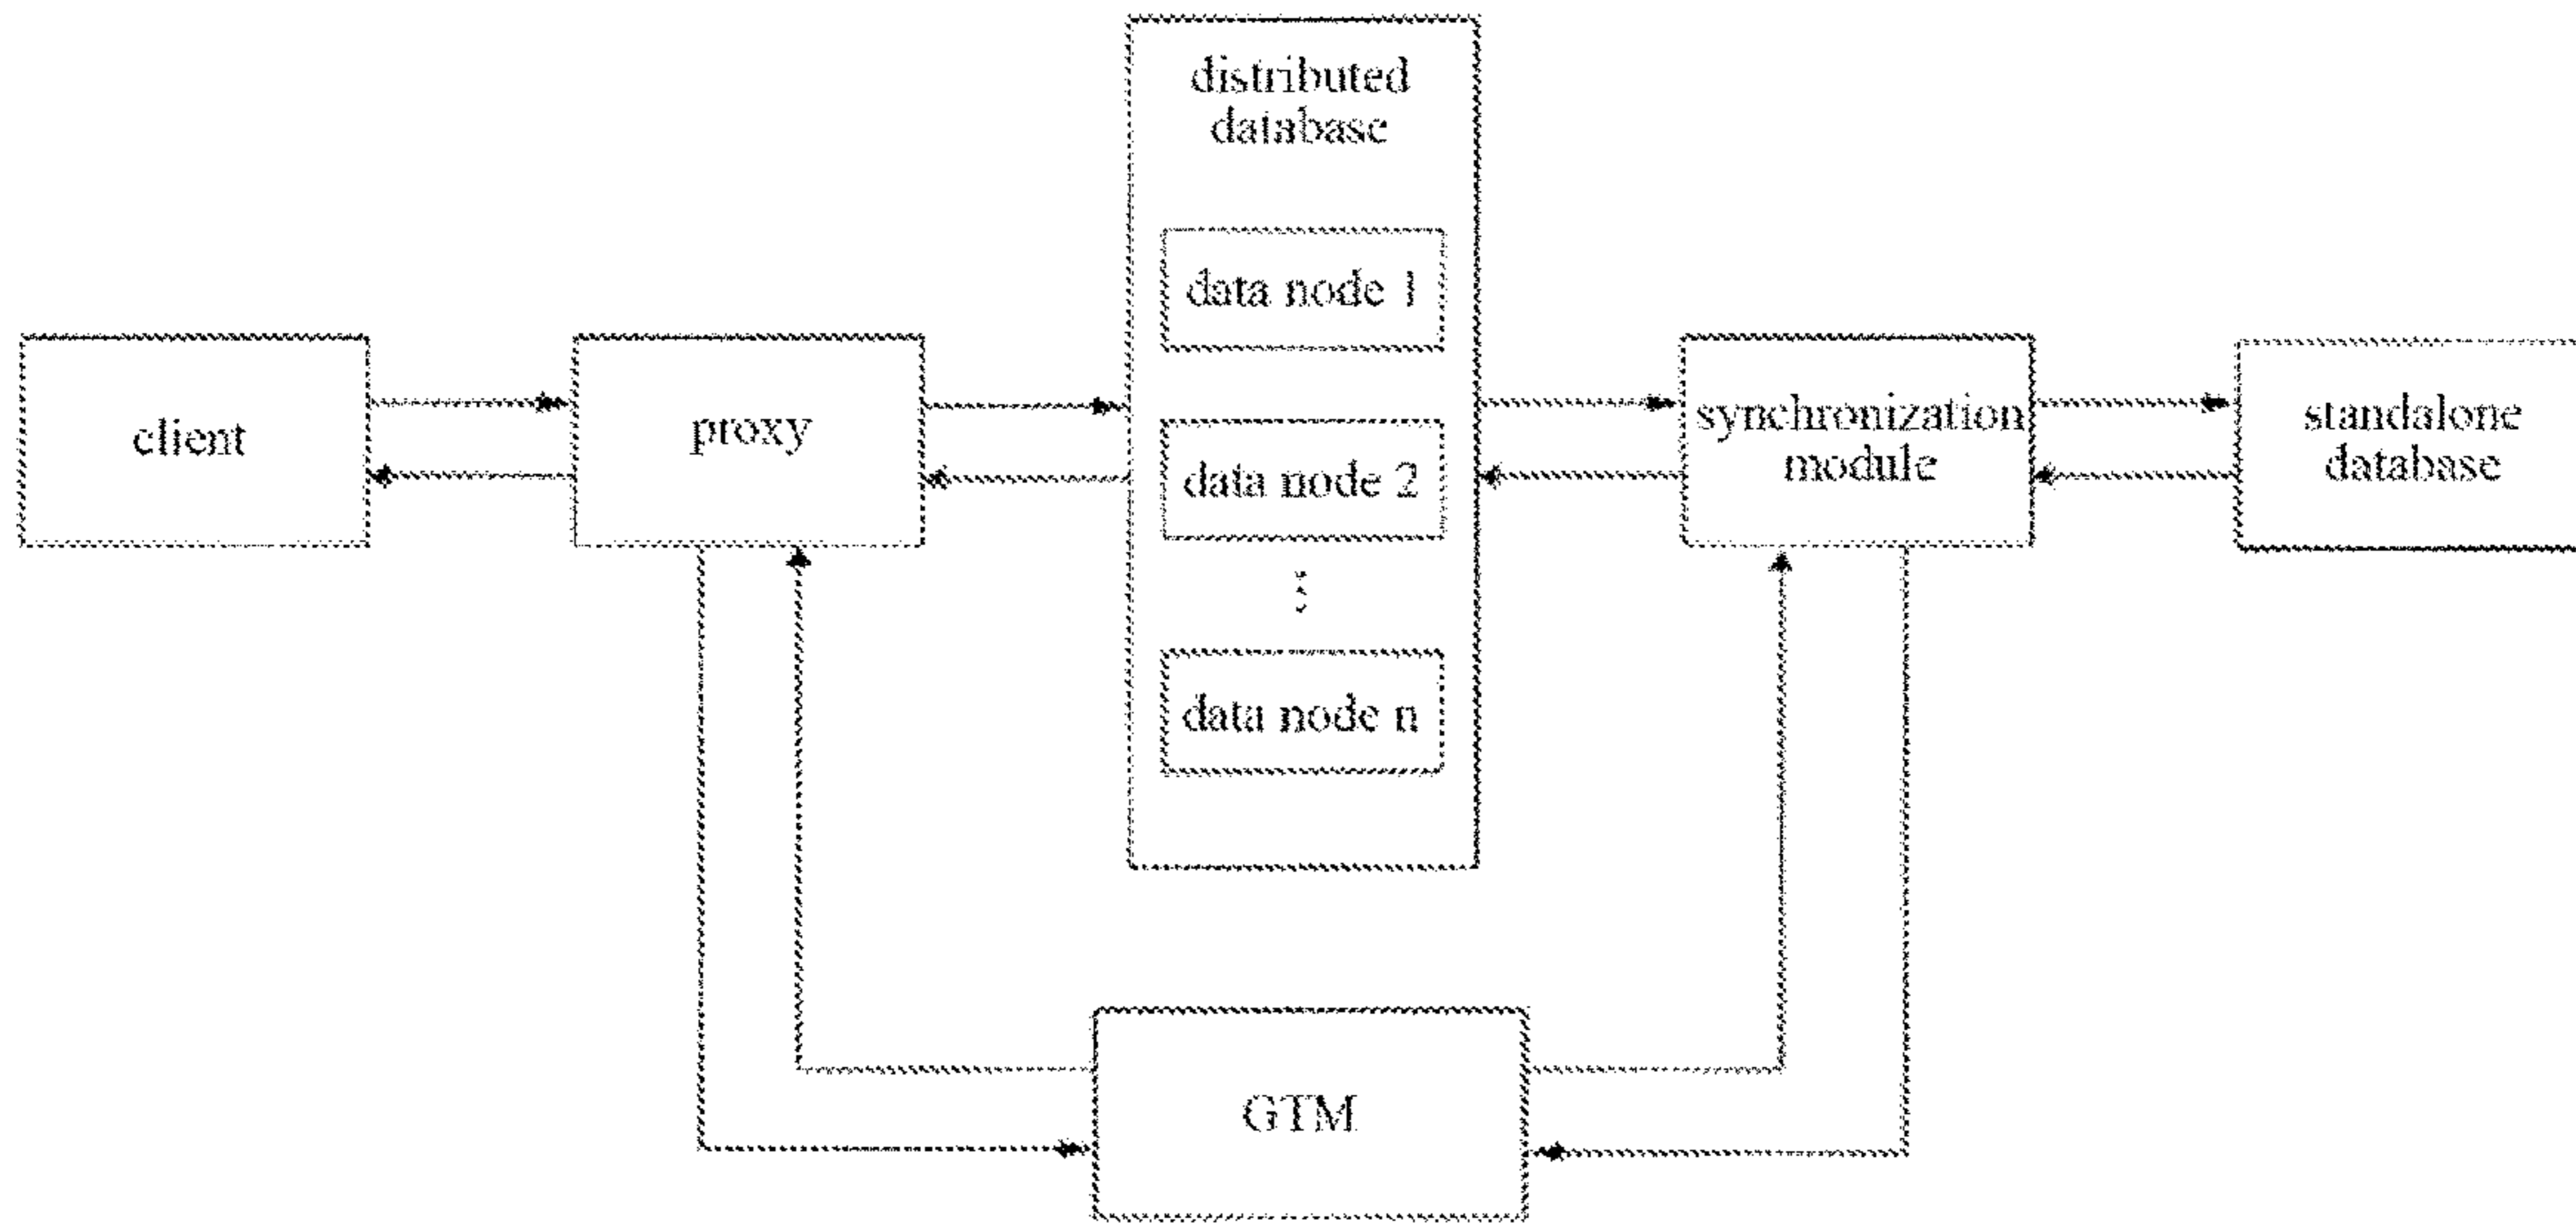 distributed
database
data node 1
client
proxy
data node 2
synchronization
module
standalone
database
data node n
GTM